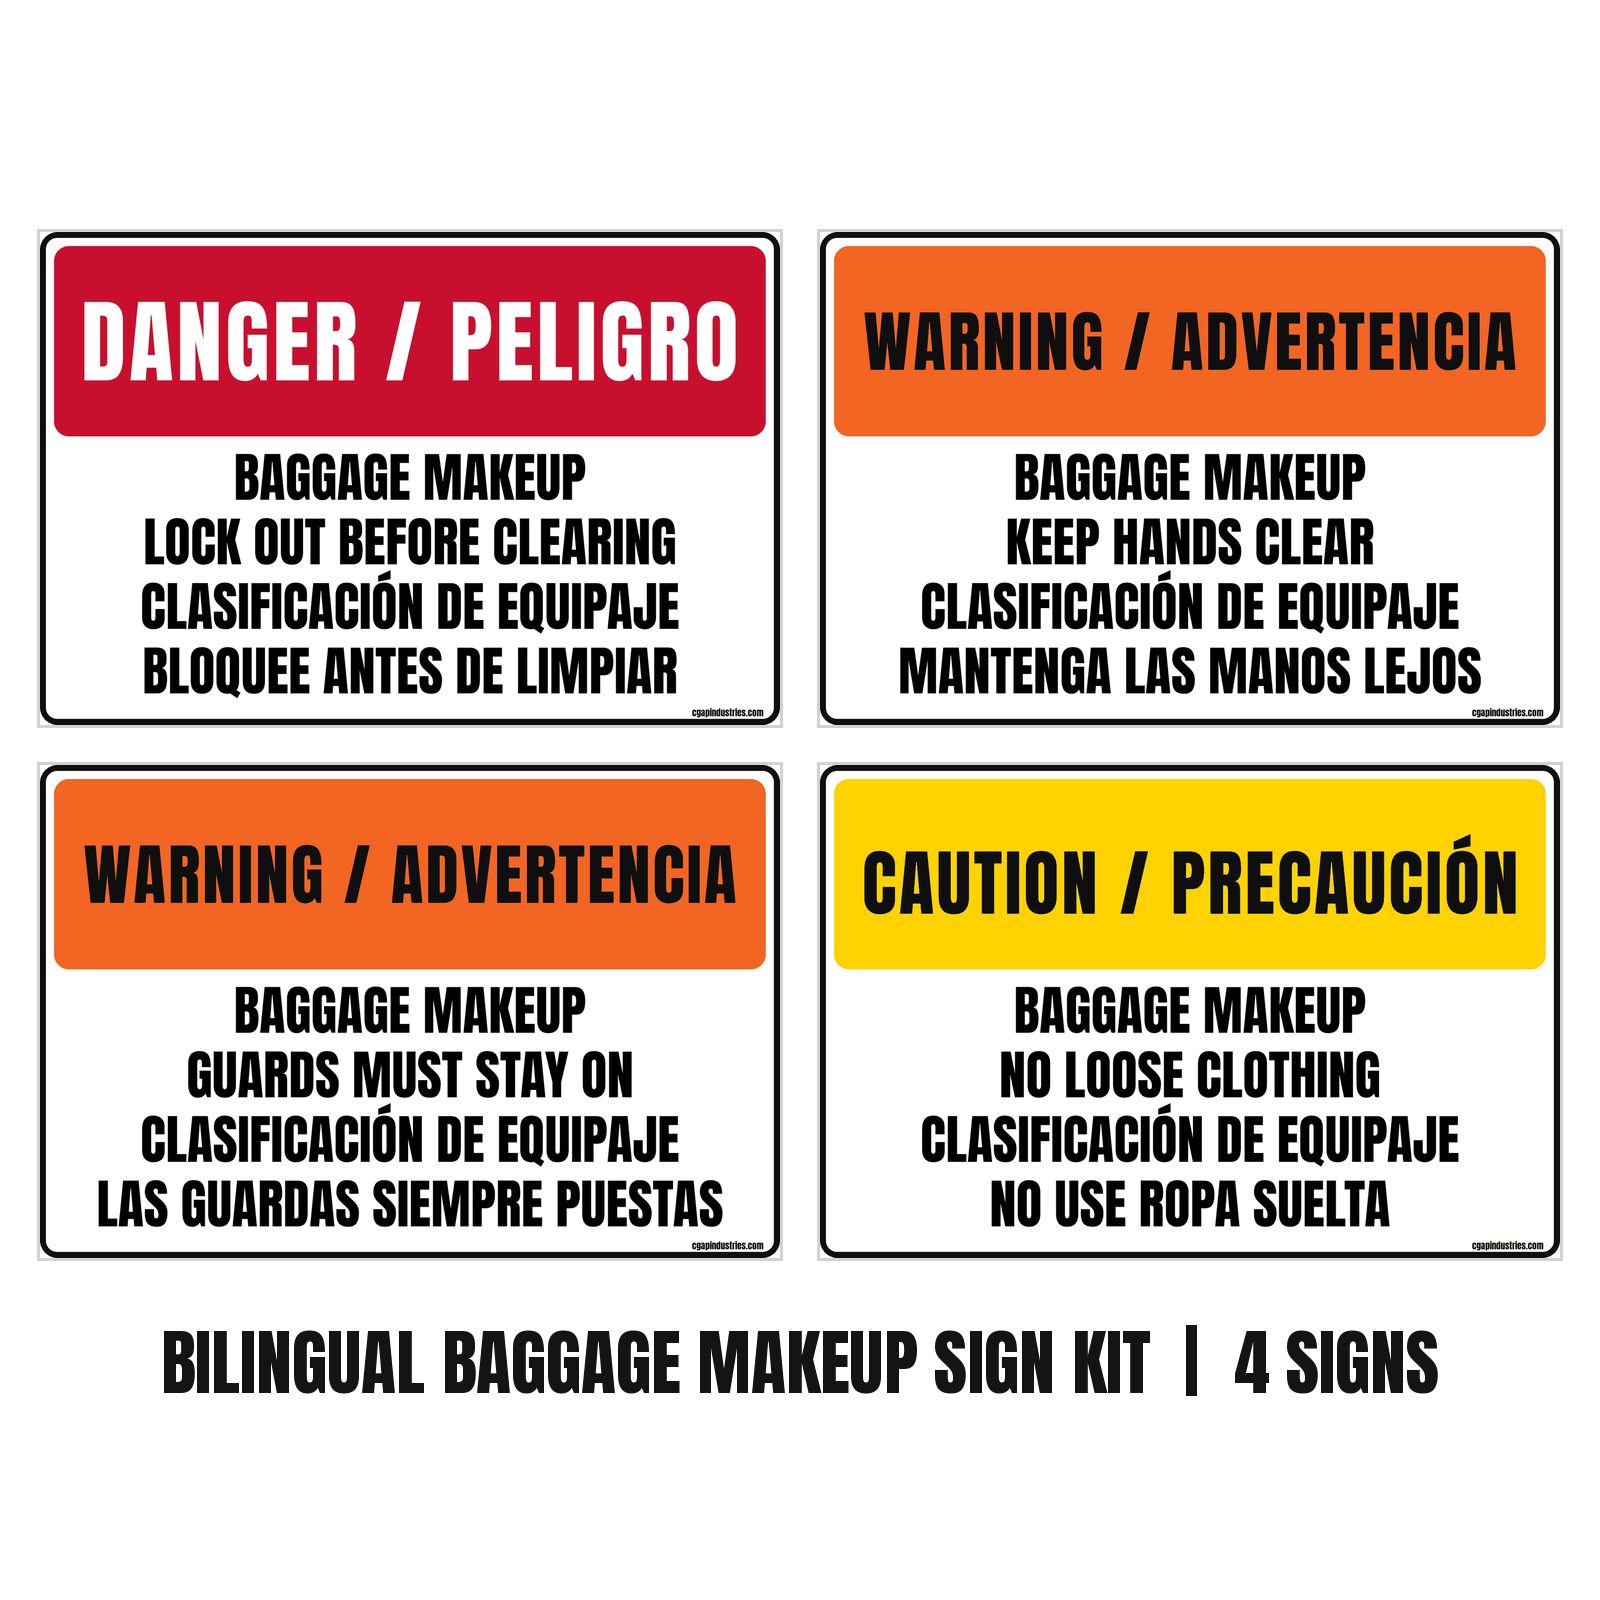 DANGER / PELIGRO
BAGGAGE MAKEUP
LOCK OUT BEFORE CLEARING
CLASIFICACIÓN DE EQUIPAJE
BLOQUEE ANTES DE LIMPIAR
cgapindustries.com
WARNING / ADVERTENCIA
BAGGAGE MAKEUP
KEEP HANDS CLEAR
CLASIFICACIÓN DE EQUIPAJE
MANTENGA LAS MANOS LEJOS
cgapindustries.com
WARNING / ADVERTENCIA
BAGGAGE MAKEUP
GUARDS MUST STAY ON
CLASIFICACIÓN DE EQUIPAJE
LAS GUARDAS SIEMPRE PUESTAS
cgapindustries.com
CAUTION / PRECAUCIÓN
BAGGAGE MAKEUP
NO LOOSE CLOTHING
CLASIFICACIÓN DE EQUIPAJE
NO USE ROPA SUELTA
cgapindustries.com
BILINGUAL BAGGAGE MAKEUP SIGN KIT | 4 SIGNS